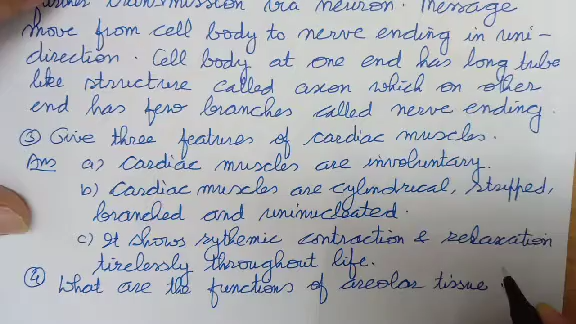 transmission via neuron. Message
move from cell body to nerve ending in uni-
direction. Cell body at one end has long tube
like structure called axon which on other
end has few branches called nerve ending.
③ Give three features of cardiac muscles.
Ans a) Cardiac muscles are involuntary.
b) Cardiac muscles are cylindrical, stripped,
branched and uninucleated.
c) It shows rythemic contraction & relaxation
tirelessly throughout life.
④ What are the functions of areolar tissue